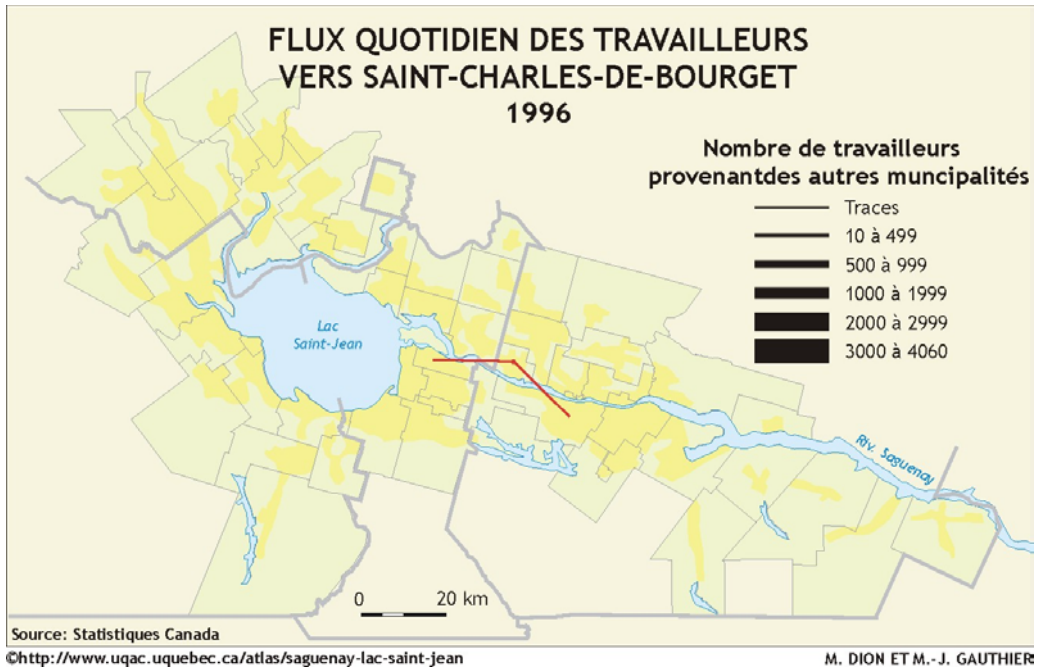 FLUX QUOTIDIEN DES TRAVAILLEURS
VERS SAINT-CHARLES-DE-BOURGET
1996
Nombre de travailleurs
provenantdes autres muncipalités
Traces
10 à 499
500 à 999
1000 à 1999
2000 à 2999
3000 à 4060
Lac
Saint-Jean
Riv. Saguenay
0 20 km
Source: Statistiques Canada
©http://www.uqac.uquebec.ca/atlas/saguenay-lac-saint-jean
M. DION ET M.-J. GAUTHIER